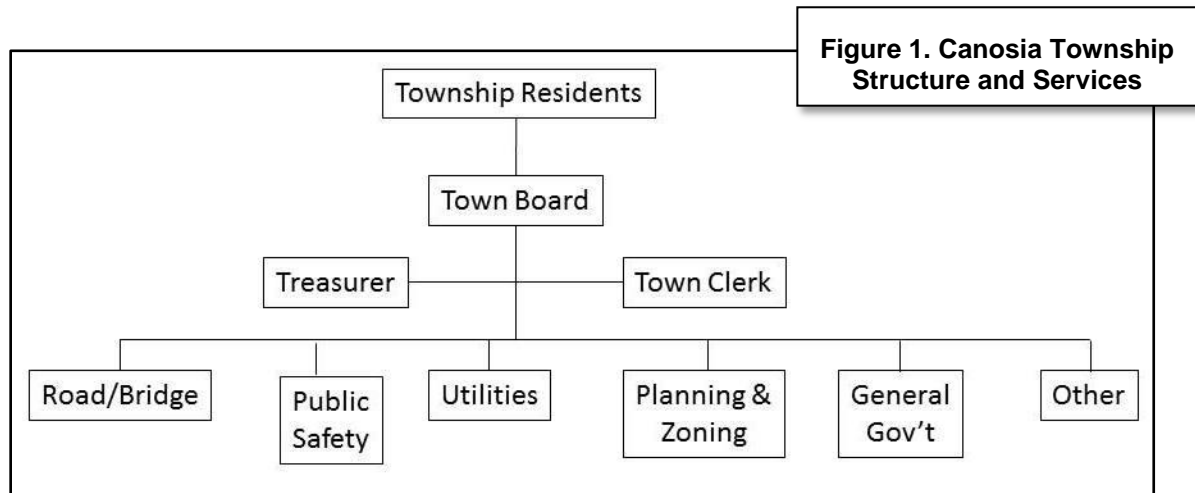 Figure 1. Canosia Township
Structure and Services
Township Residents
Town Board
Treasurer
Town Clerk
Road/Bridge
Public
Safety
Utilities
Planning &
Zoning
General
Gov't
Other